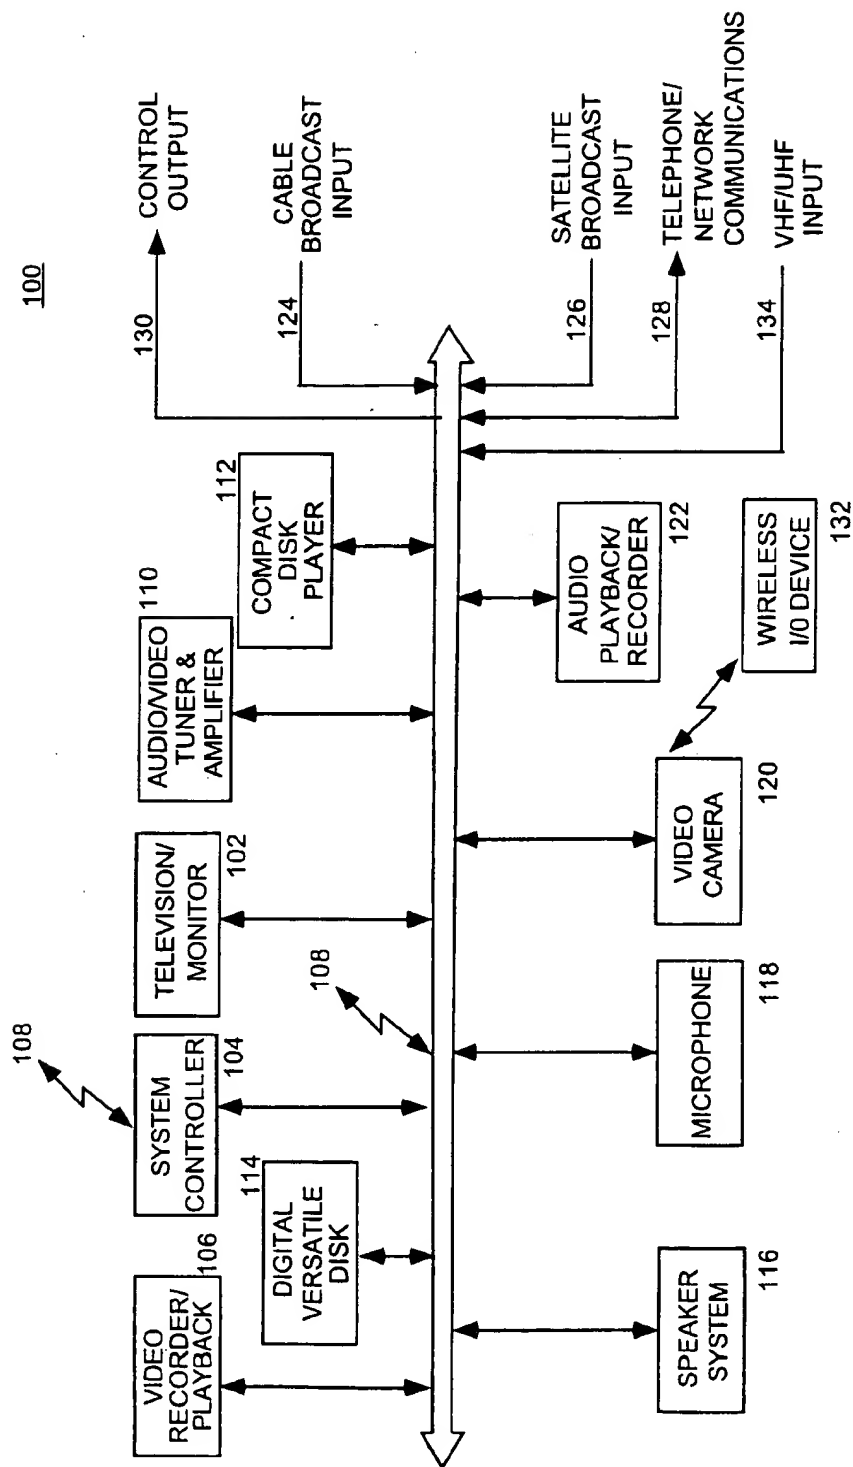 100
108
VIDEO
RECORDER/
PLAYBACK
106
SYSTEM
CONTROLLER
104
TELEVISION/
MONITOR
102
AUDIO/VIDEO
TUNER &
AMPLIFIER
110
DIGITAL
VERSATILE
DISK
114
108
COMPACT
DISK
PLAYER
112
130
CONTROL
OUTPUT
124
CABLE
BROADCAST
INPUT
126
SATELLITE
BROADCAST
INPUT
128
TELEPHONE/
NETWORK
COMMUNICATIONS
134
VHF/UHF
INPUT
SPEAKER
SYSTEM
116
MICROPHONE
118
VIDEO
CAMERA
120
AUDIO
PLAYBACK/
RECORDER
122
WIRELESS
I/0 DEVICE
132